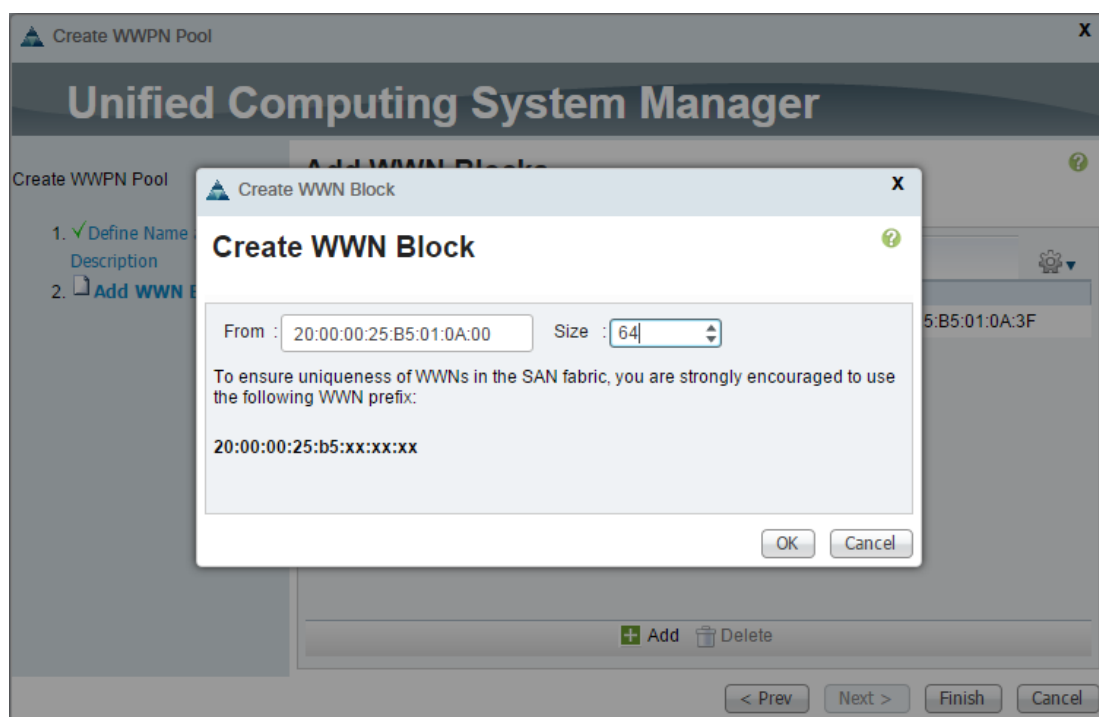 Create WWPN Pool X
Unified Computing System Manager
Create WWPN Pool
1. Define Name
Description
2. Add WWN
Create WWN Block X
Create WWN Block
From : 20:00:00:25:B5:01:0A:00 Size : 64
To ensure uniqueness of WWNs in the SAN fabric, you are strongly encouraged to use
the following WWN prefix:
20:00:00:25:b5:xx:xx:xx
OK Cancel
5:B5:01:0A:3F
Add Delete
< Prev Next > Finish Cancel